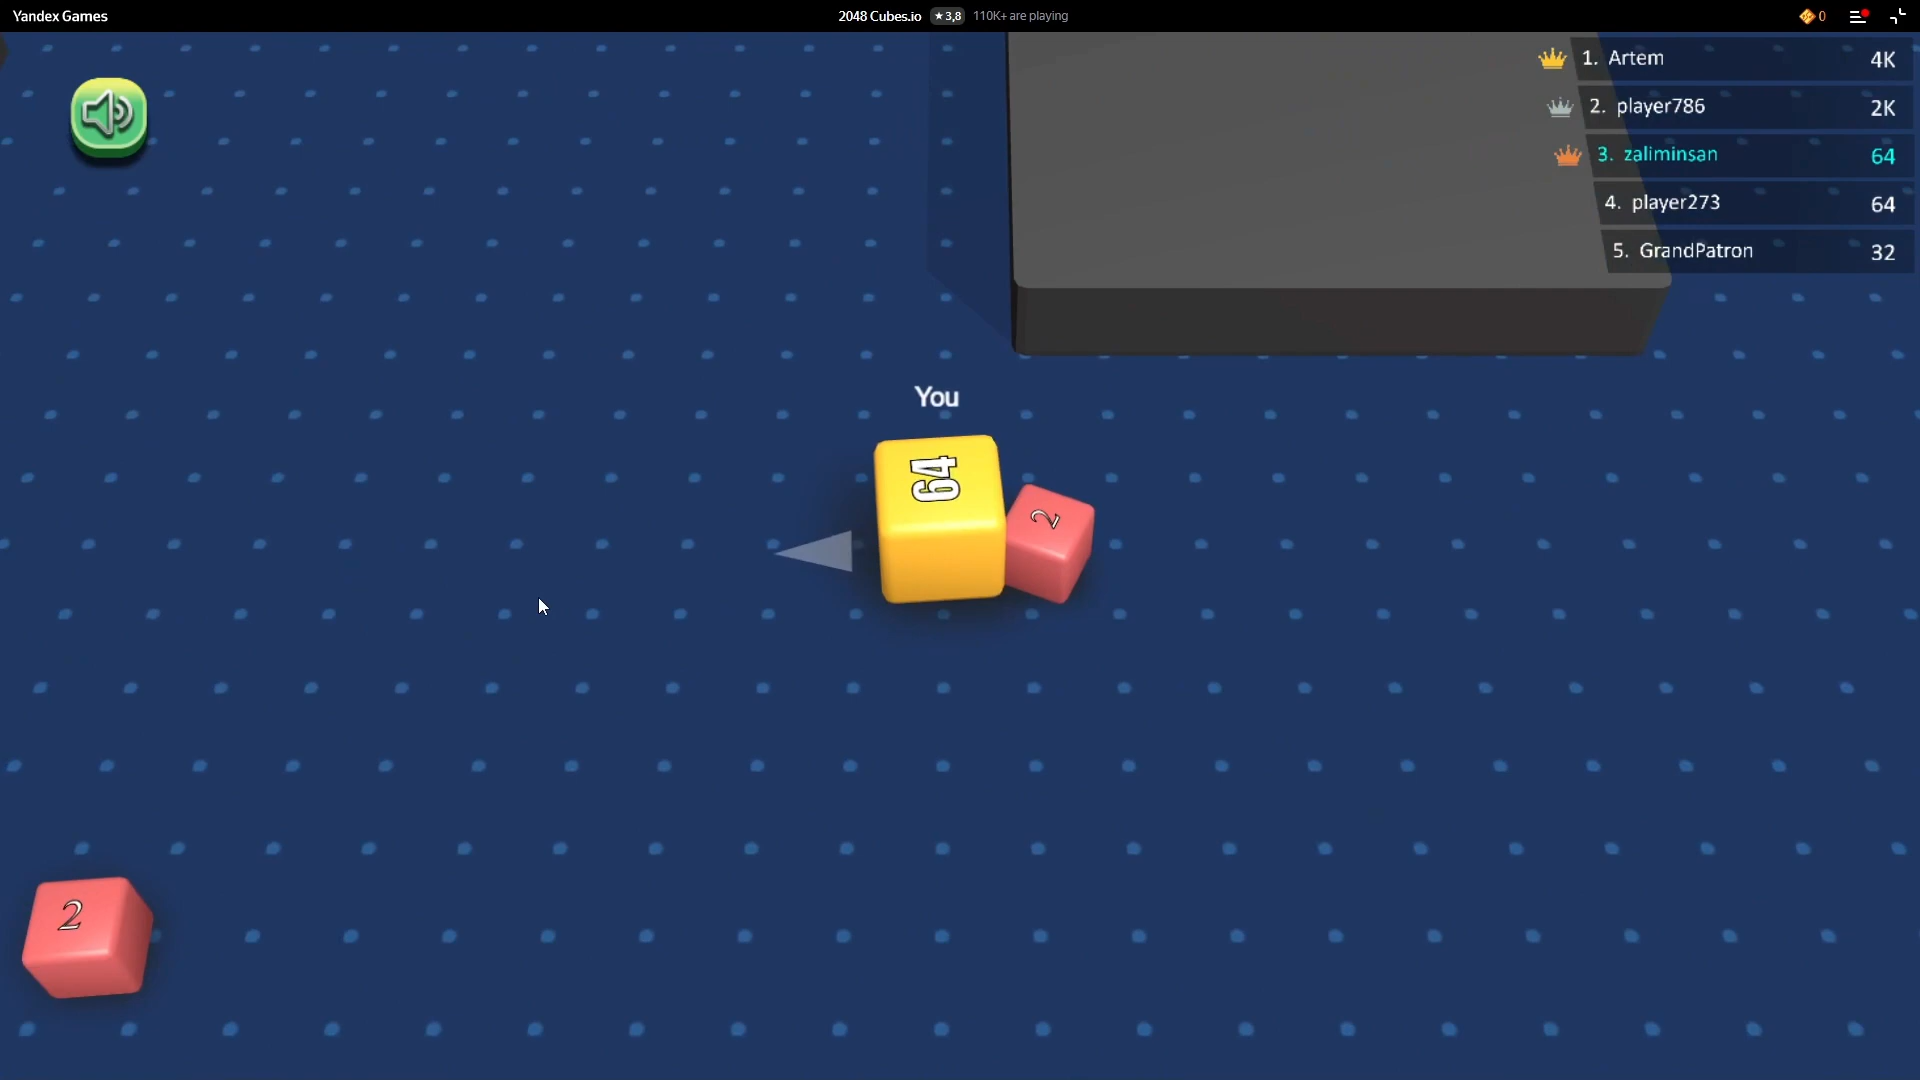 Yandex Games
2048 Cubes.io ★3,8 110K+ are playing
0
1. Artem 4K
2. player786 2K
3. zaliminsan 64
4. player273 64
5. GrandPatron 32
You
64
2
2